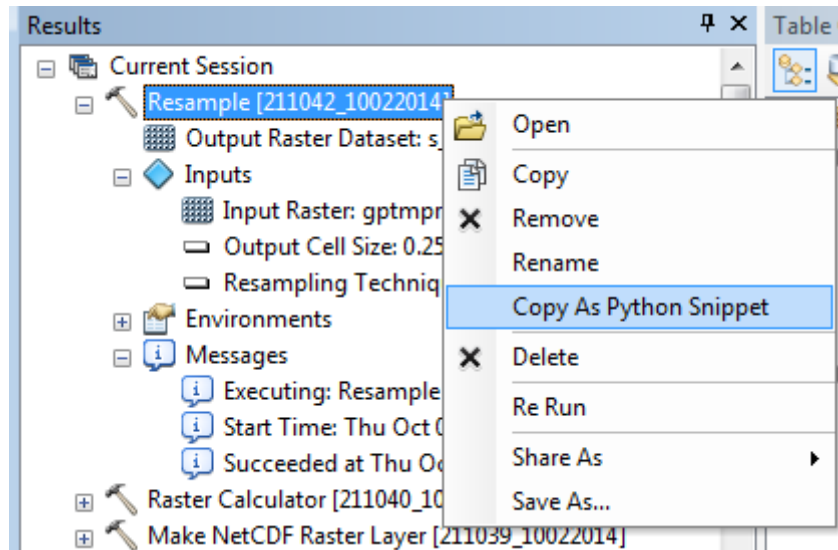 Results
Table
Current Session
Resample [211042_10022014]
Output Raster Dataset: s_
Inputs
Input Raster: gptmpr
Output Cell Size: 0.25
Resampling Techniq
Environments
Messages
Executing: Resample
Start Time: Thu Oct 0
Succeeded at Thu Oc
Raster Calculator [211040_10
Make NetCDF Raster Layer [211039_10022014]
Open
Copy
Remove
Rename
Copy As Python Snippet
Delete
Re Run
Share As
Save As...